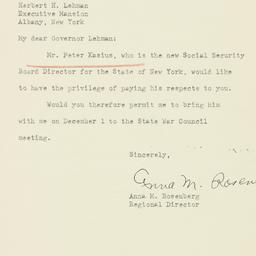 Herbert H. Lehman
Executive Mansion
Albany, New York
My dear Governor Lehman:
Mr. Peter Kasius, who is the new Social Security
Board Director for the State of New York, would like
to have the privilege of paying his respects to you.
Would you therefore permit me to bring him
with me on December 1 to the State War Council
meeting.
Sincerely,
Anna M. Rosen
Anna M. Rosenberg
Regional Director